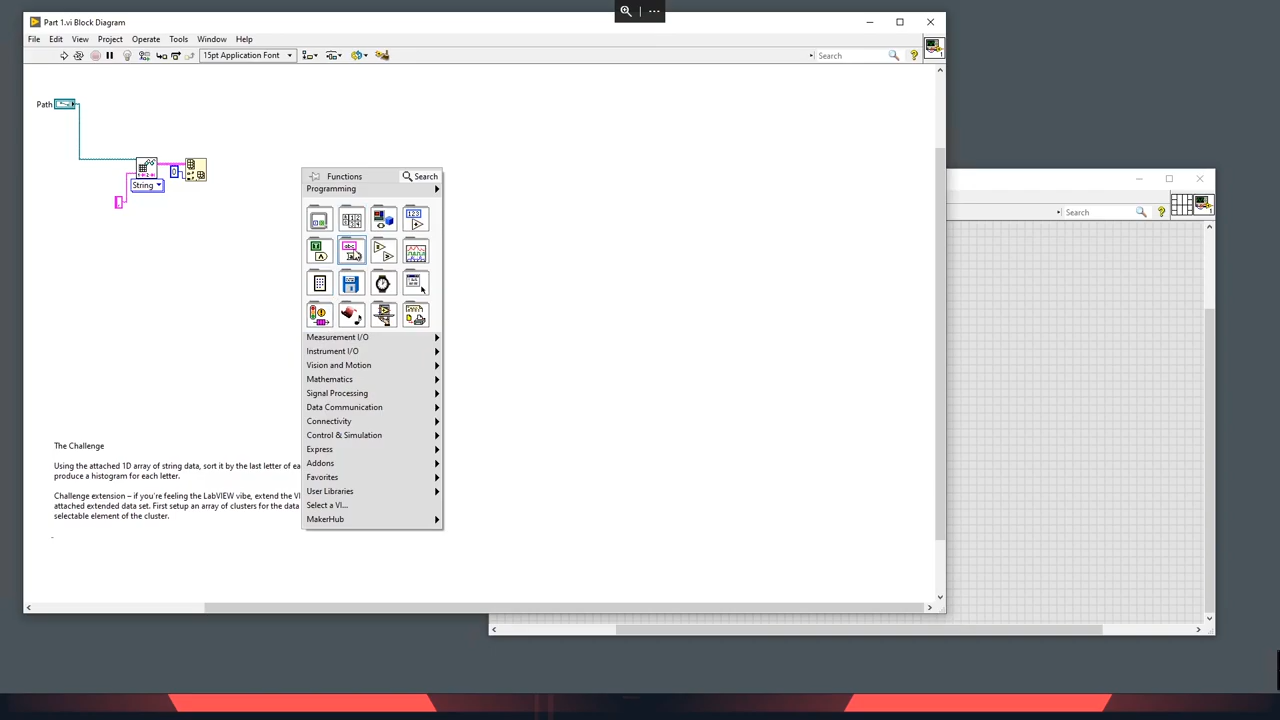 Part 1.vi Block Diagram
File Edit View Project Operate Tools Window Help
15pt Application Font
Search
Path
String
0
Functions
Search
Programming
Measurement I/O
Instrument I/O
Vision and Motion
Mathematics
Signal Processing
Data Communication
Connectivity
Control & Simulation
Express
Addons
Favorites
User Libraries
Select a VI...
MakerHub
The Challenge
Using the attached 1D array of string data, sort it by the last letter of ea
produce a histogram for each letter.
Challenge extension – if you're feeling the LabVIEW vibe, extend the VI
attached extended data set. First setup an array of clusters for the data
selectable element of the cluster.
Search